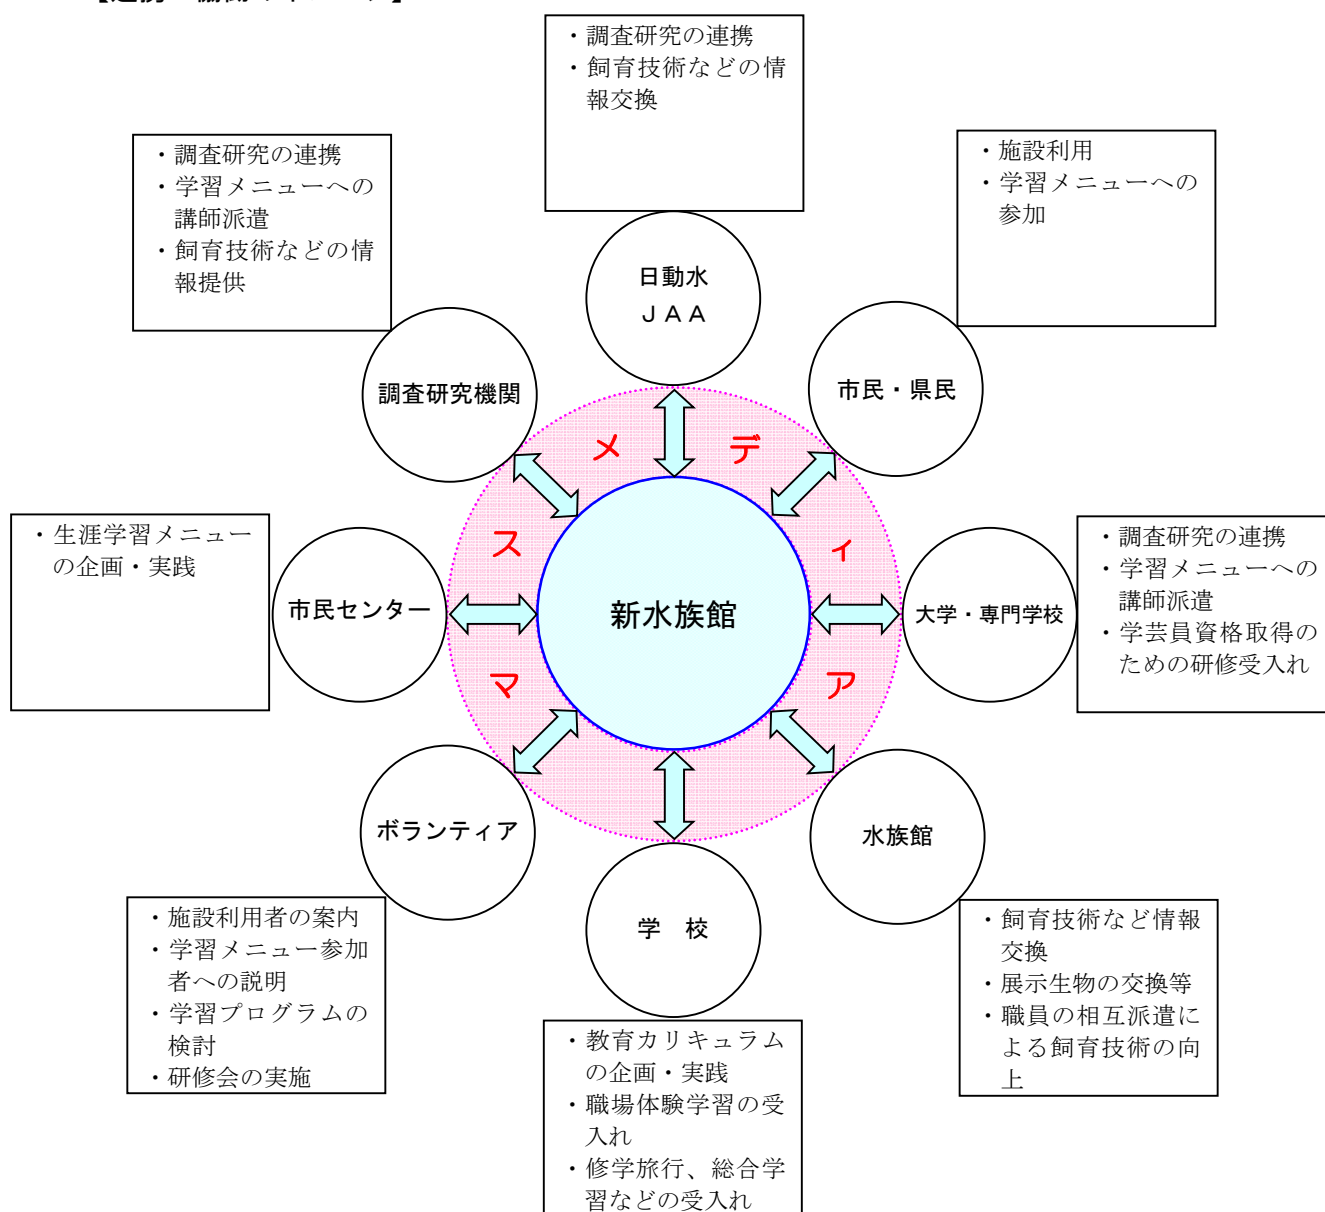 ・調査研究の連携
・飼育技術などの情
報交換
・調査研究の連携
・学習メニューへの
講師派遣
・飼育技術などの情
報提供
・施設利用
・学習メニューへの
参加
日動水
ＪＡＡ
調査研究機関
市民・県民
メディア
マス
・生涯学習メニュー
の企画・実践
市民センター
新水族館
大学・専門学校
・調査研究の連携
・学習メニューへの
講師派遣
・学芸員資格取得の
ための研修受入れ
ボランティア
水族館
学　校
・施設利用者の案内
・学習メニュー参加
者への説明
・学習プログラムの
検討
・研修会の実施
・教育カリキュラム
の企画・実践
・職場体験学習の受
入れ
・修学旅行、総合学
習などの受入れ
・飼育技術など情報
交換
・展示生物の交換等
・職員の相互派遣に
よる飼育技術の向
上